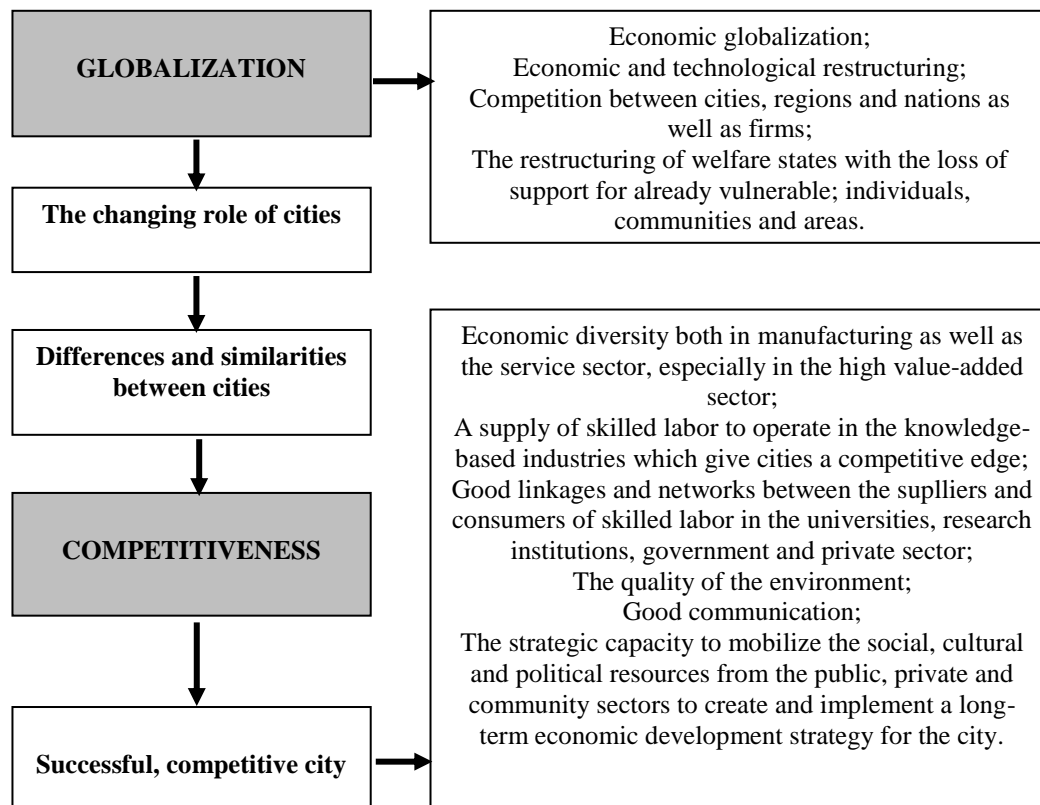 GLOBALIZATION
Economic globalization;
Economic and technological restructuring;
Competition between cities, regions and nations as
well as firms;
The restructuring of welfare states with the loss of
support for already vulnerable; individuals,
communities and areas.
The changing role of cities
Differences and similarities
between cities
COMPETITIVENESS
Successful, competitive city
Economic diversity both in manufacturing as well as
the service sector, especially in the high value-added
sector;
A supply of skilled labor to operate in the knowledge-
based industries which give cities a competitive edge;
Good linkages and networks between the suplliers and
consumers of skilled labor in the universities, research
institutions, government and private sector;
The quality of the environment;
Good communication;
The strategic capacity to mobilize the social, cultural
and political resources from the public, private and
community sectors to create and implement a long-
term economic development strategy for the city.